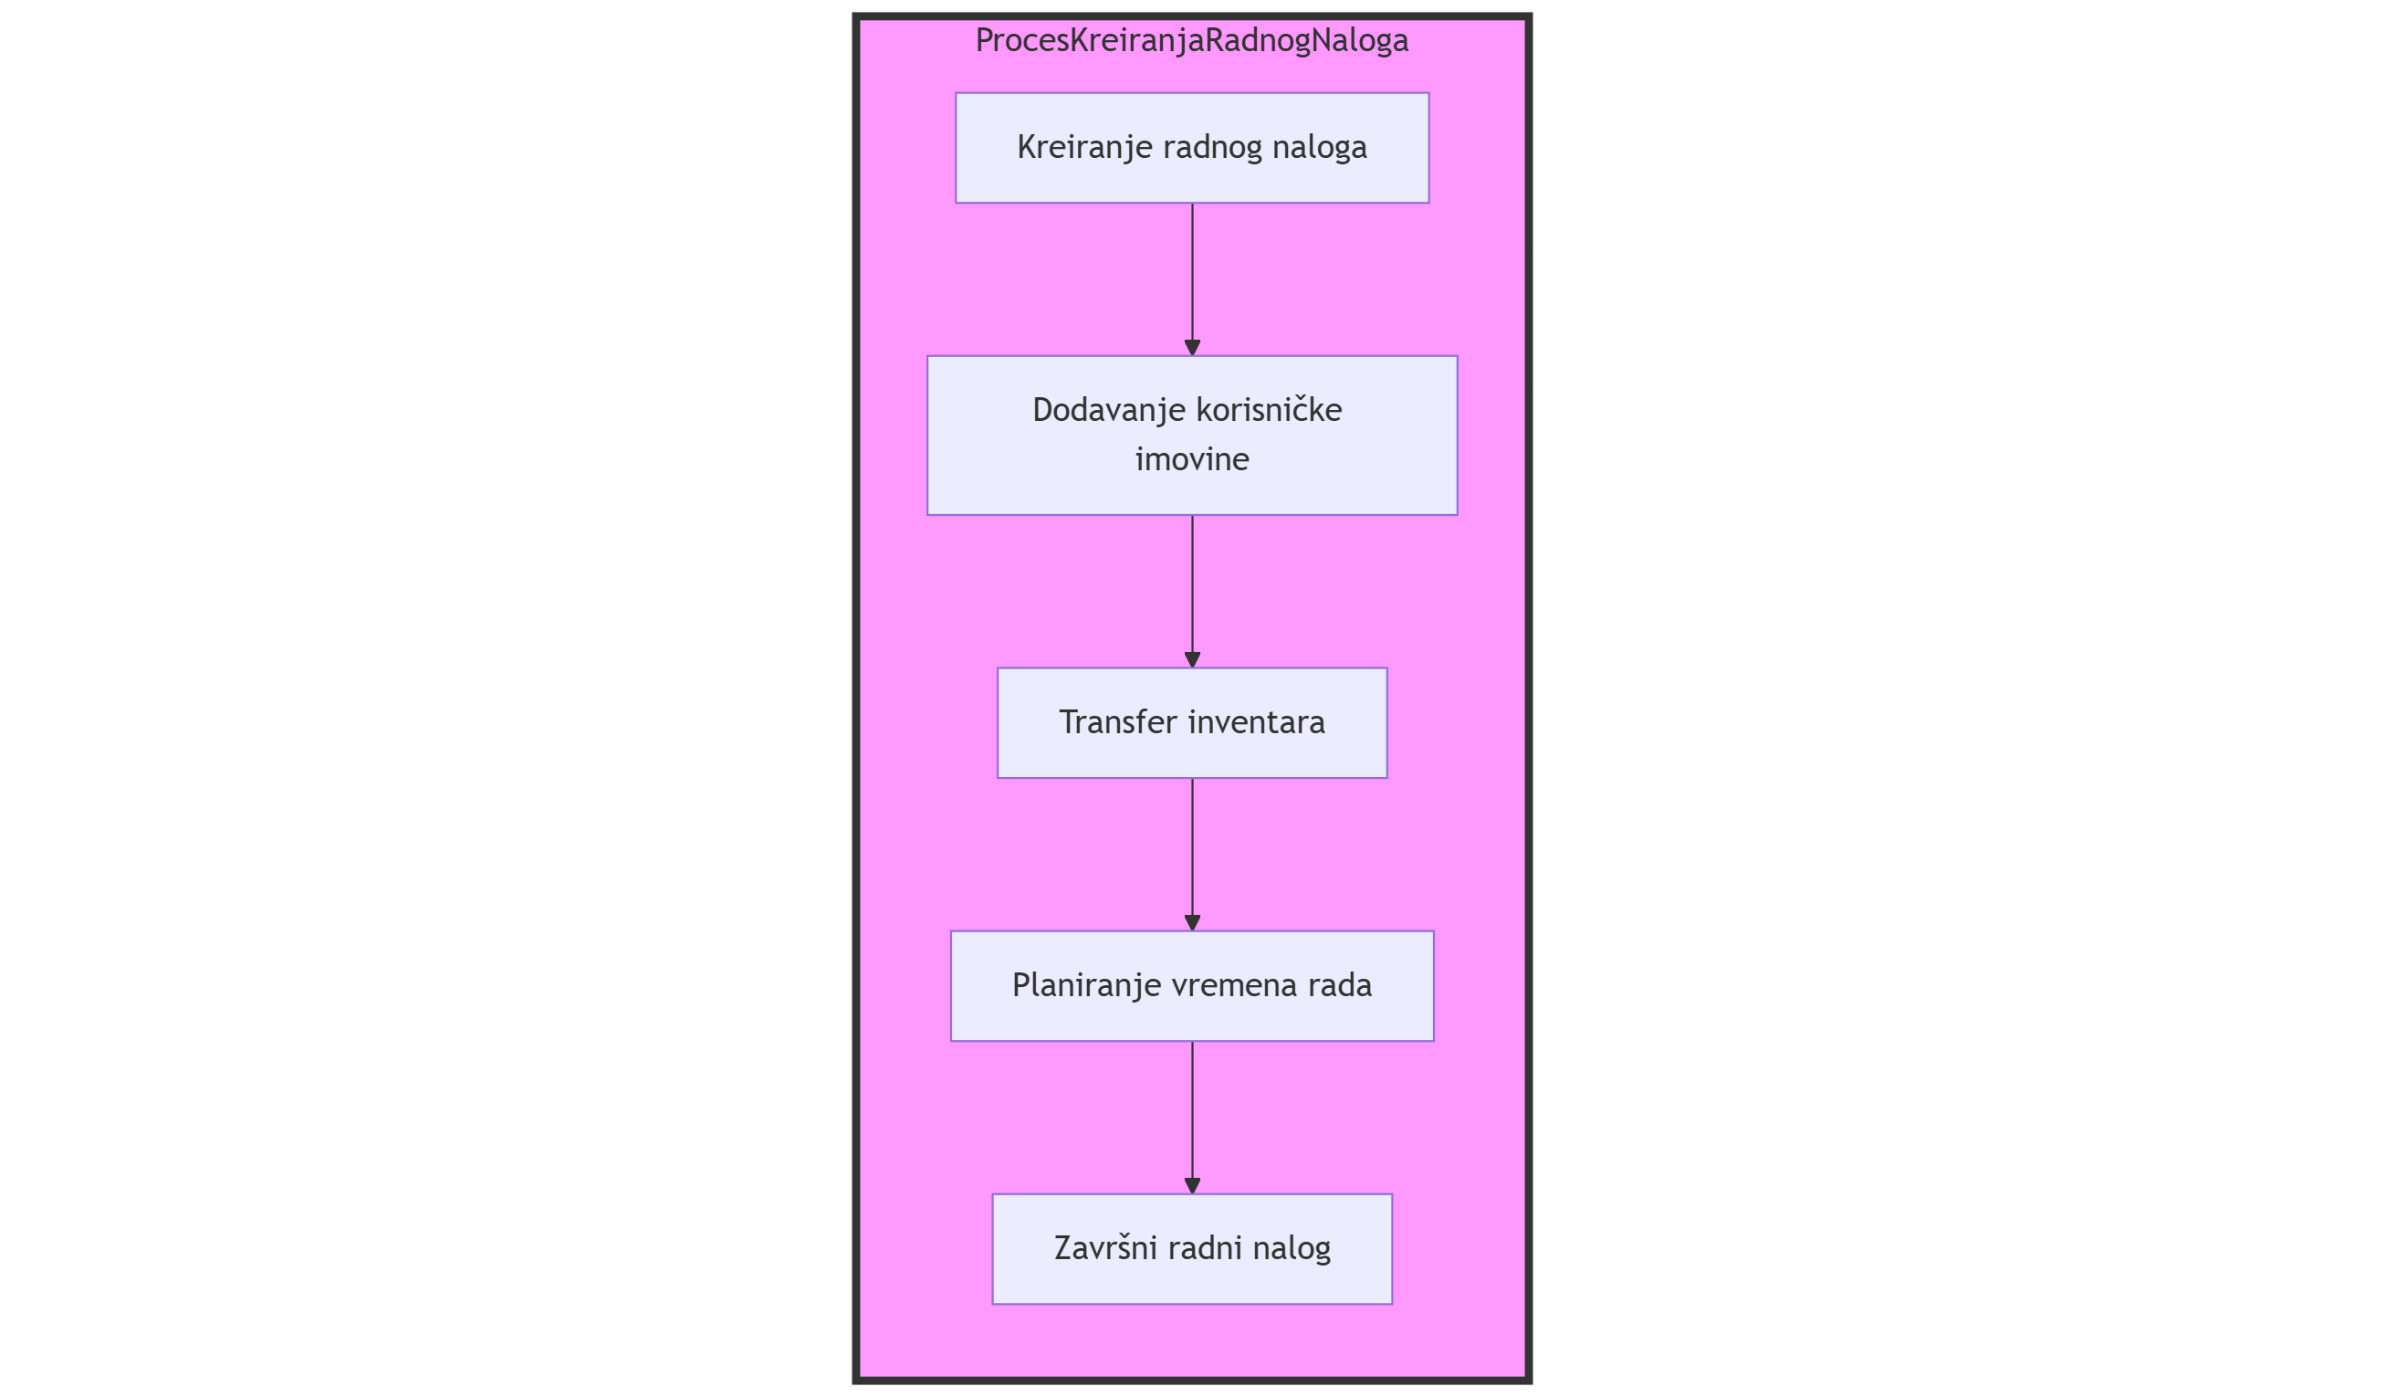 ProcesKreiranjaRadnogNaloga
Kreiranje radnog naloga
Dodavanje korisničke
imovine
Transfer inventara
Planiranje vremena rada
Završni radni nalog